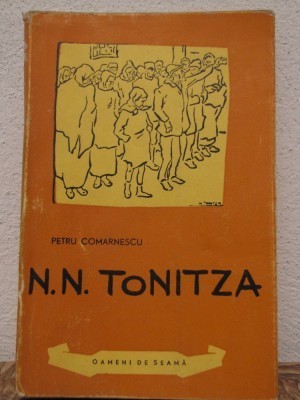 PETRU COMARNESCU
N.N. TONITZA
OAMENI DE SEAMĂ